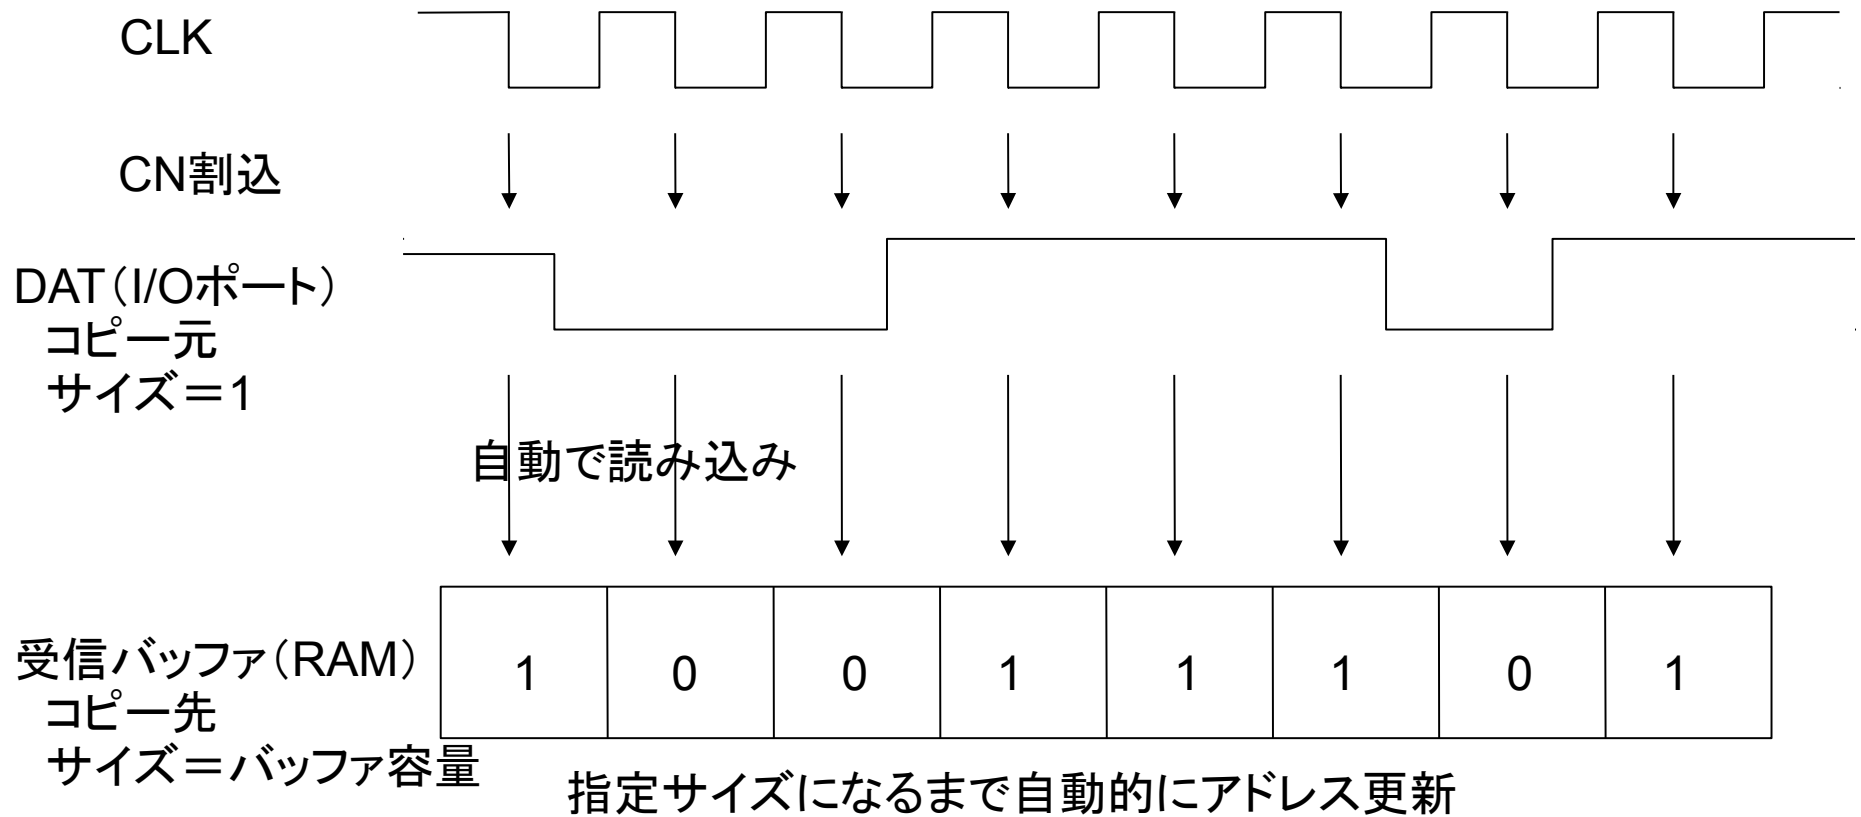 CLK
CN割込
DAT（I/Oポート）
コピー元
サイズ＝1
自動で読み込み
受信バッファ（RAM）
コピー先
サイズ＝バッファ容量
1 0 0 1 1 1 0 1
指定サイズになるまで自動的にアドレス更新